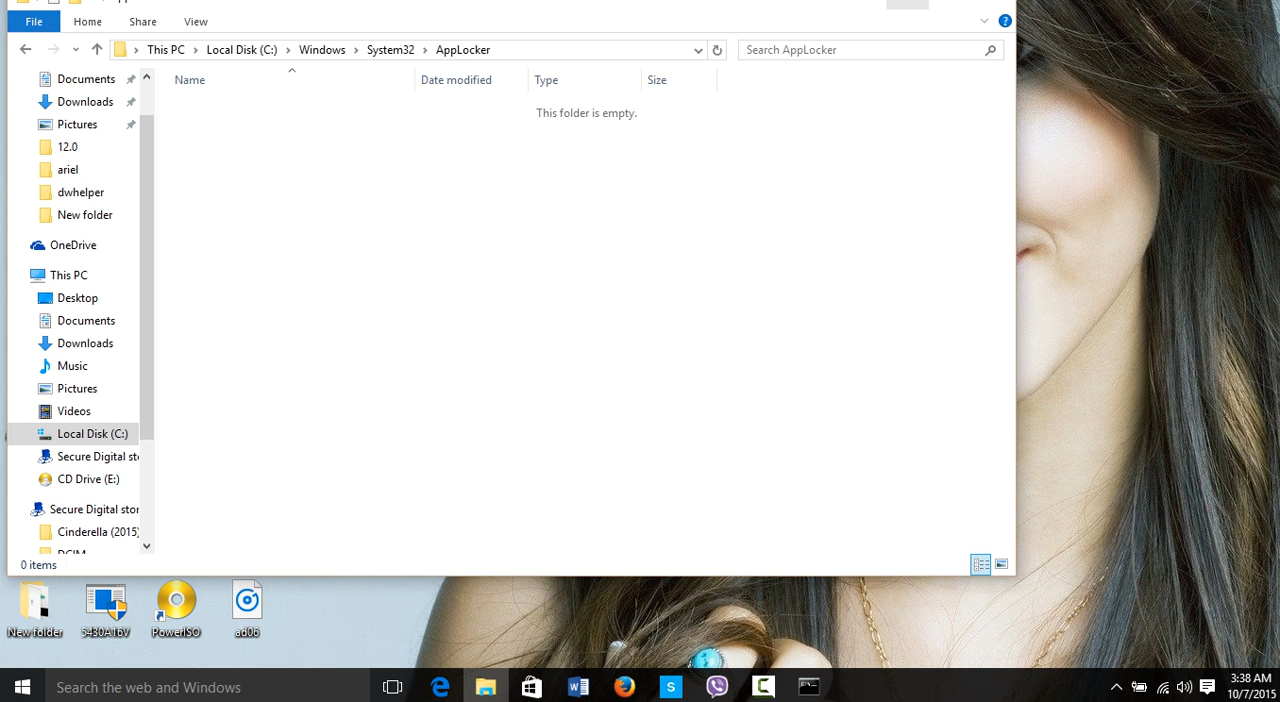 File Home Share View
This PC Local Disk (C:) Windows System32 AppLocker
Search AppLocker
Name Date modified Type Size
This folder is empty.
Documents
Downloads
Pictures
12.0
ariel
dwhelper
New folder
OneDrive
This PC
Desktop
Documents
Downloads
Music
Pictures
Videos
Local Disk (C:)
Secure Digital sto
CD Drive (E:)
Secure Digital stor
Cinderella (2015)
DCIM
0 items
New folder 5430A16V PowerISO ad06
Search the web and Windows
3:38 AM
10/7/2015